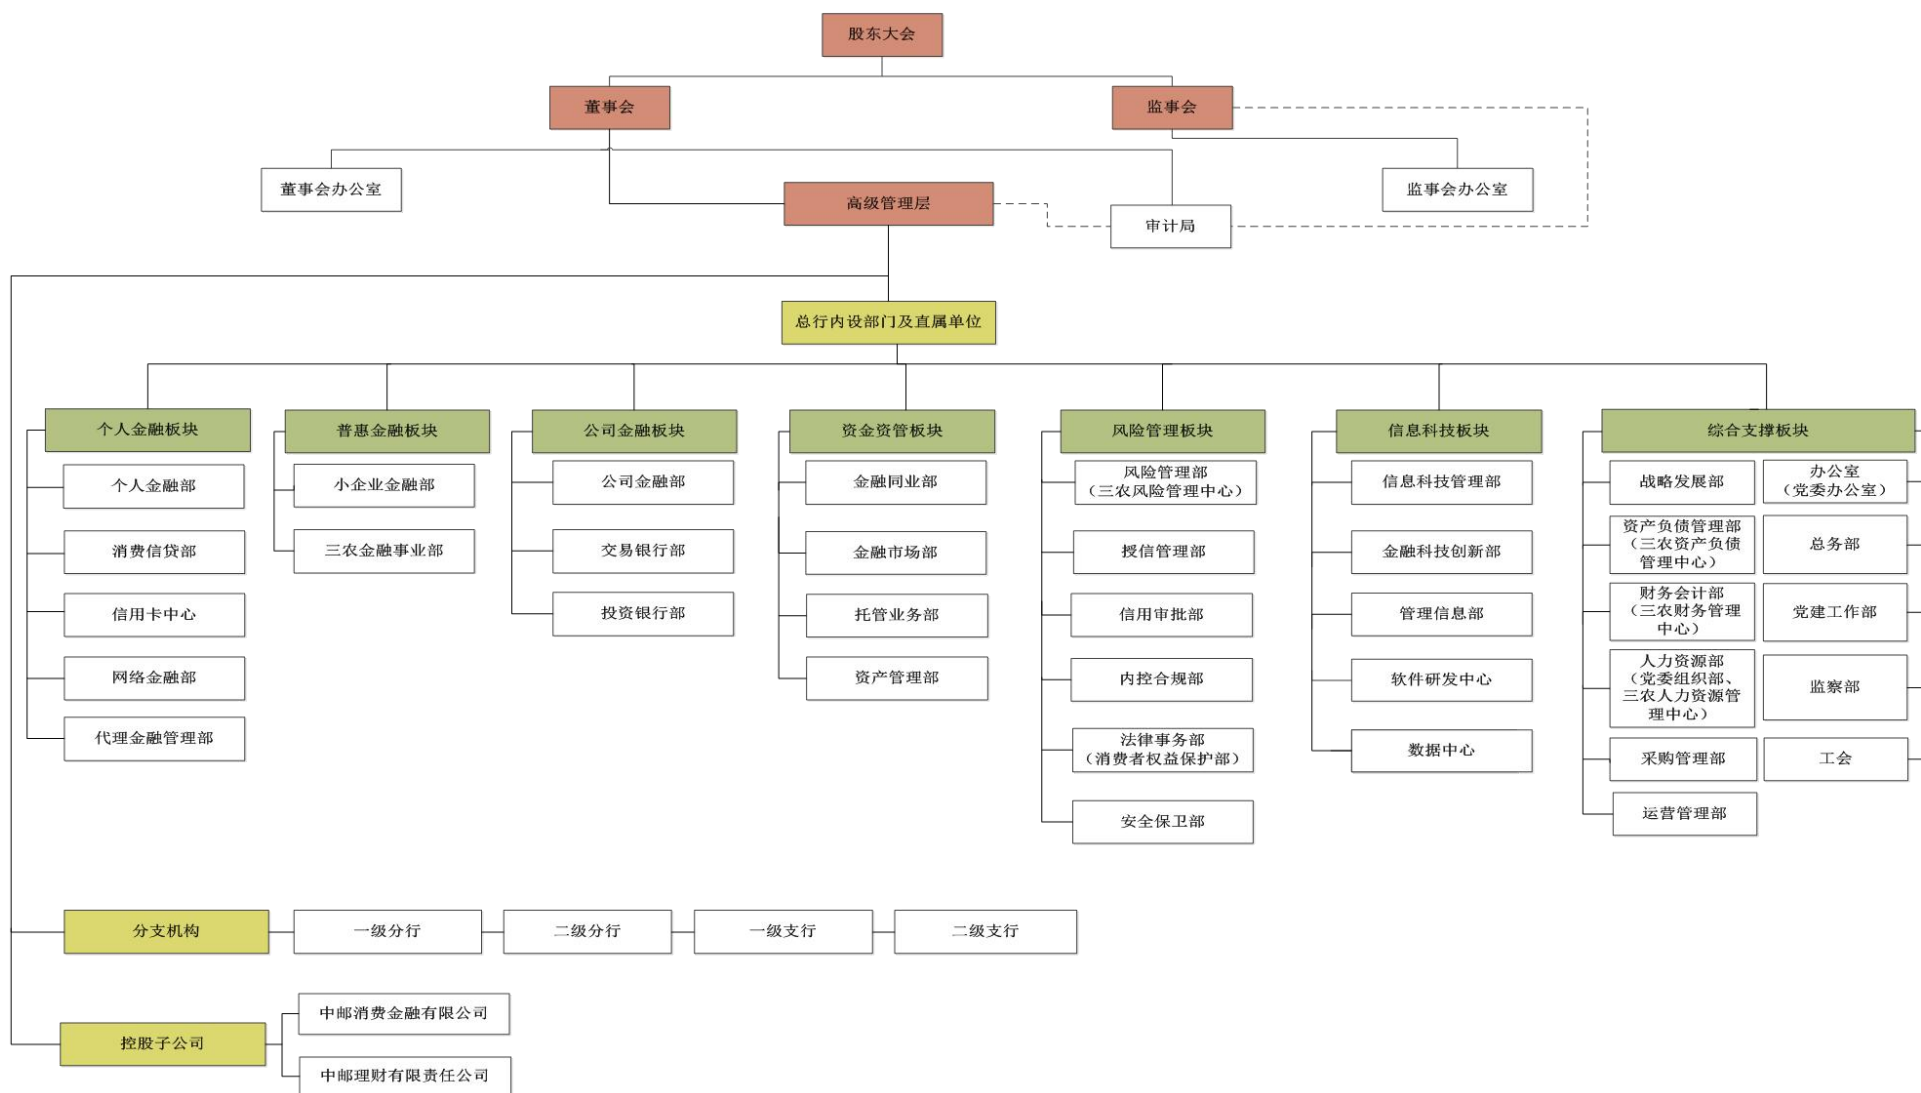 股东大会
董事会
监事会
董事会办公室
高级管理层
审计局
监事会办公室
总行内设部门及直属单位
个人金融板块
个人金融部
消费信贷部
信用卡中心
网络金融部
代理金融管理部
普惠金融板块
小企业金融部
三农金融事业部
公司金融板块
公司金融部
交易银行部
投资银行部
资金资管板块
金融同业部
金融市场部
托管业务部
资产管理部
风险管理板块
风险管理部
（三农风险管理中心）
授信管理部
信用审批部
内控合规部
法律事务部
（消费者权益保护部）
安全保卫部
信息科技板块
信息科技管理部
金融科技创新部
管理信息部
软件研发中心
数据中心
综合支撑板块
战略发展部
资产负债管理部
（三农资产负债
管理中心）
财务会计部
（三农财务管理
中心）
人力资源部
（党委组织部、
三农人力资源管
理中心）
采购管理部
运营管理部
办公室
（党委办公室）
总务部
党建工作部
监察部
工会
分支机构
一级分行
二级分行
一级支行
二级支行
控股子公司
中邮消费金融有限公司
中邮理财有限责任公司